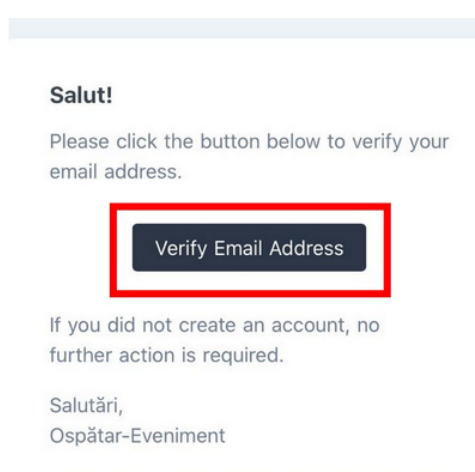 Salut!
Please click the button below to verify your
email address.
Verify Email Address
If you did not create an account, no
further action is required.
Salutări,
Ospătar-Eveniment